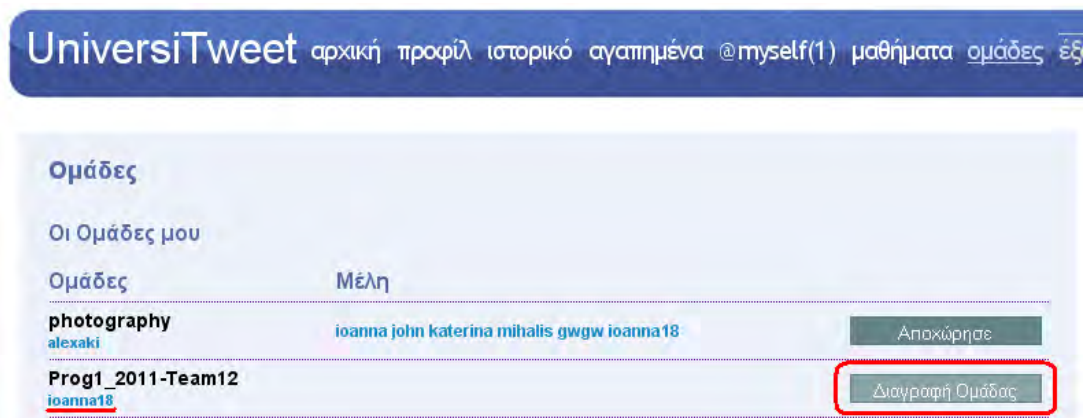 UniversiTweet αρχική προφίλ ιστορικό αγαπημένα @myself(1) μαθήματα ομάδες
Ομάδες
Οι Ομάδες μου
Ομάδες Μέλη
photography
alexaki
ioanna john katerina mihalis gwgw ioanna18
Αποχώρησε
Prog1_2011-Team12
ioanna18
Διαγραφή Ομάδας